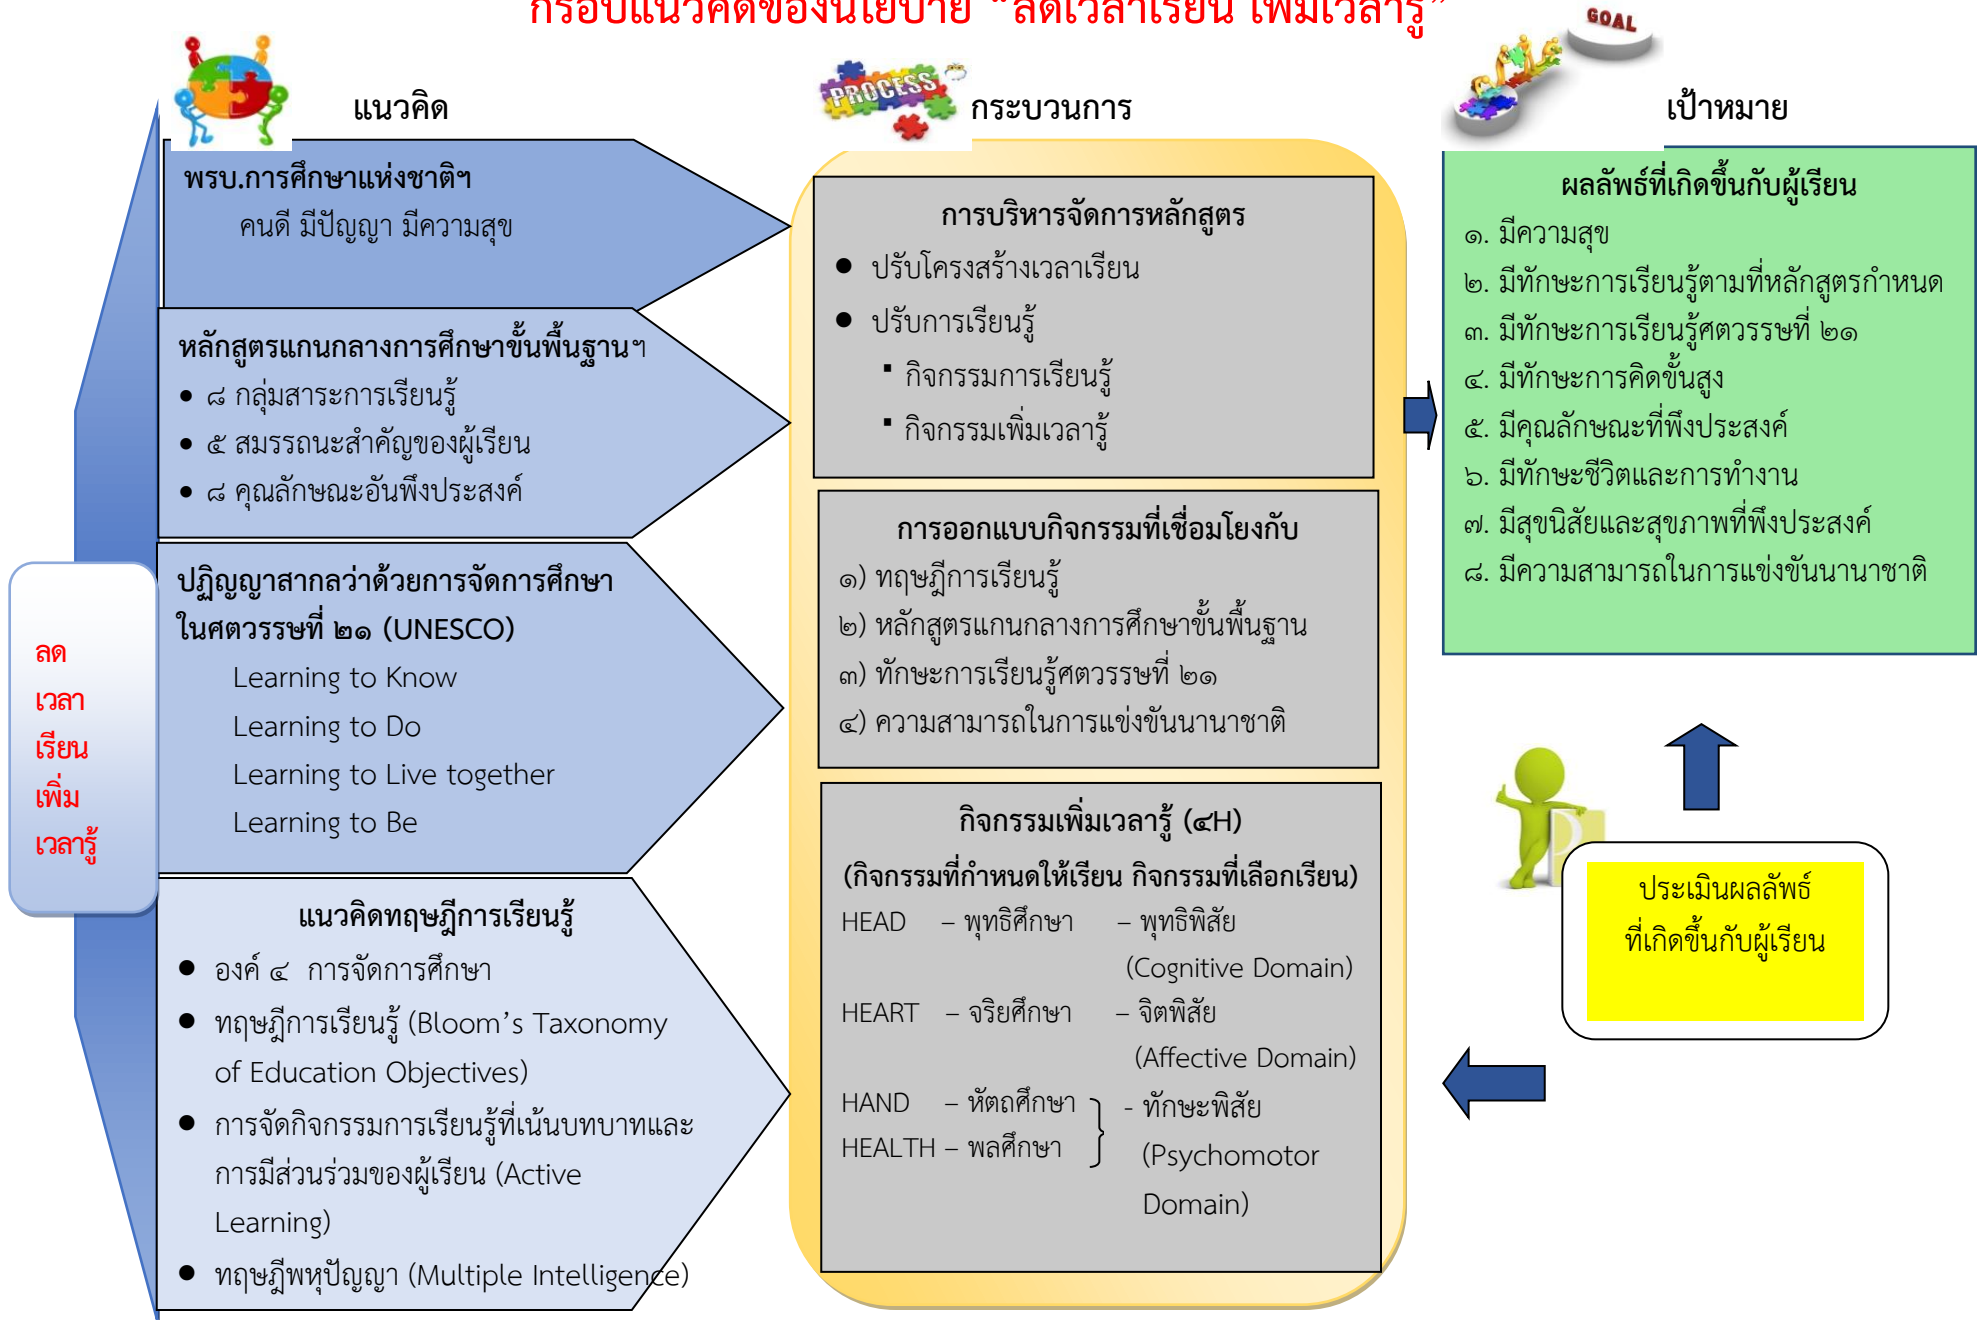 กรอบแนวคิดของนโยบาย “ลดเวลาเรียน เพิ่มเวลารู้”
แนวคิด
พรบ.การศึกษาแห่งชาติฯ
คนดี มีปัญญา มีความสุข
หลักสูตรแกนกลางการศึกษาขั้นพื้นฐานฯ
• ๘ กลุ่มสาระการเรียนรู้
• ๕ สมรรถนะสำคัญของผู้เรียน
• ๘ คุณลักษณะอันพึงประสงค์
ปฏิญญาสากลว่าด้วยการจัดการศึกษา
ในศตวรรษที่ ๒๑ (UNESCO)
Learning to Know
Learning to Do
Learning to Live together
Learning to Be
แนวคิดทฤษฎีการเรียนรู้
● องค์ ๔ การจัดการศึกษา
● ทฤษฎีการเรียนรู้ (Bloom’s Taxonomy
of Education Objectives)
● การจัดกิจกรรมการเรียนรู้ที่เน้นบทบาทและ
การมีส่วนร่วมของผู้เรียน (Active
Learning)
● ทฤษฎีพหุปัญญา (Multiple Intelligence)
ลด
เวลา
เรียน
เพิ่ม
เวลารู้
PROCESS
กระบวนการ
การบริหารจัดการหลักสูตร
● ปรับโครงสร้างเวลาเรียน
● ปรับการเรียนรู้
▪ กิจกรรมการเรียนรู้
▪ กิจกรรมเพิ่มเวลารู้
การออกแบบกิจกรรมที่เชื่อมโยงกับ
๑) ทฤษฎีการเรียนรู้
๒) หลักสูตรแกนกลางการศึกษาขั้นพื้นฐาน
๓) ทักษะการเรียนรู้ศตวรรษที่ ๒๑
๔) ความสามารถในการแข่งขันนานาชาติ
กิจกรรมเพิ่มเวลารู้ (๔H)
(กิจกรรมที่กำหนดให้เรียน กิจกรรมที่เลือกเรียน)
HEAD – พุทธิศึกษา – พุทธิพิสัย
(Cognitive Domain)
HEART – จริยศึกษา – จิตพิสัย
(Affective Domain)
HAND – หัตถศึกษา - ทักษะพิสัย
HEALTH – พลศึกษา (Psychomotor
Domain)
GOAL
เป้าหมาย
ผลลัพธ์ที่เกิดขึ้นกับผู้เรียน
๑. มีความสุข
๒. มีทักษะการเรียนรู้ตามที่หลักสูตรกำหนด
๓. มีทักษะการเรียนรู้ศตวรรษที่ ๒๑
๔. มีทักษะการคิดขั้นสูง
๕. มีคุณลักษณะที่พึงประสงค์
๖. มีทักษะชีวิตและการทำงาน
๗. มีสุขนิสัยและสุขภาพที่พึงประสงค์
๘. มีความสามารถในการแข่งขันนานาชาติ
P
ประเมินผลลัพธ์
ที่เกิดขึ้นกับผู้เรียน